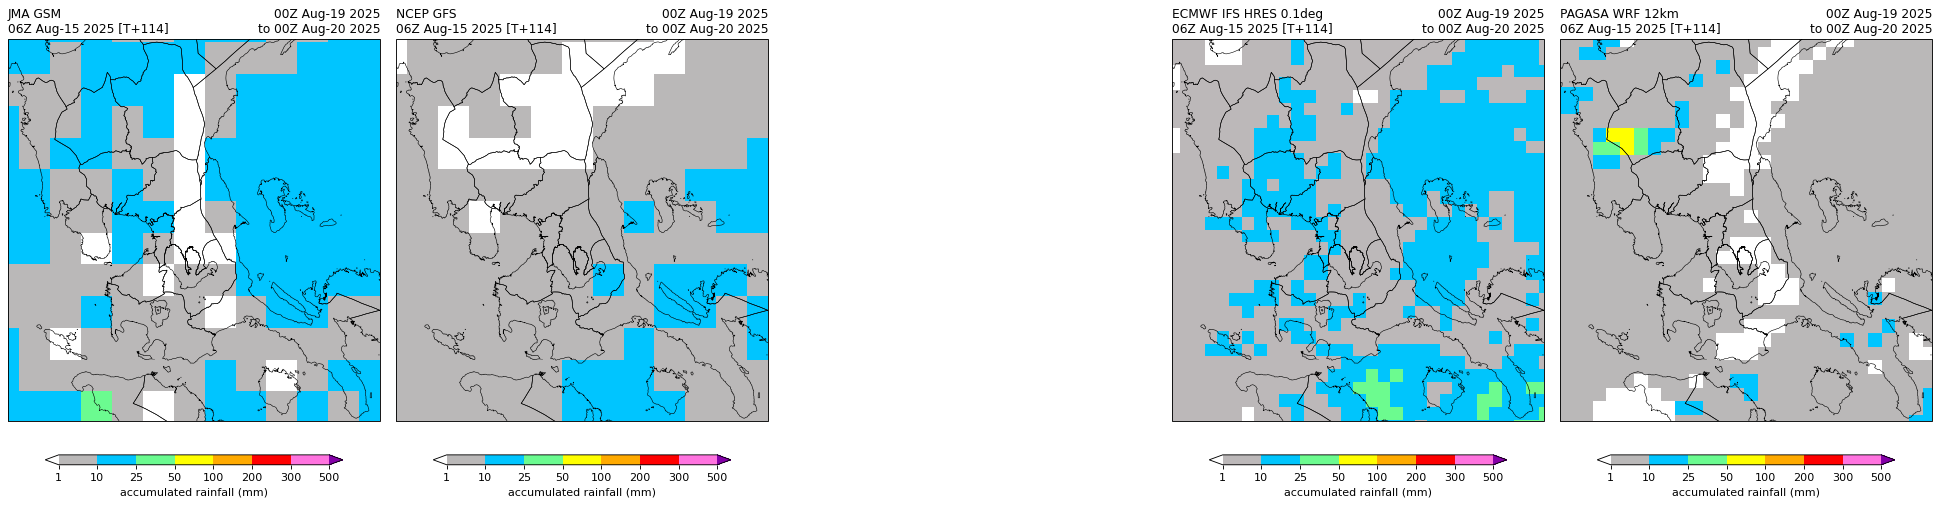 JMA GSM 00Z Aug-19 2025
06Z Aug-15 2025 [T+114] to 00Z Aug-20 2025
1 10 25 50 100 200 300 500
accumulated rainfall (mm)
NCEP GFS 00Z Aug-19 2025
06Z Aug-15 2025 [T+114] to 00Z Aug-20 2025
1 10 25 50 100 200 300 500
accumulated rainfall (mm)
ECMWF IFS HRES 0.1deg 00Z Aug-19 2025
06Z Aug-15 2025 [T+114] to 00Z Aug-20 2025
1 10 25 50 100 200 300 500
accumulated rainfall (mm)
PAGASA WRF 12km 00Z Aug-19 2025
06Z Aug-15 2025 [T+114] to 00Z Aug-20 2025
1 10 25 50 100 200 300 500
accumulated rainfall (mm)